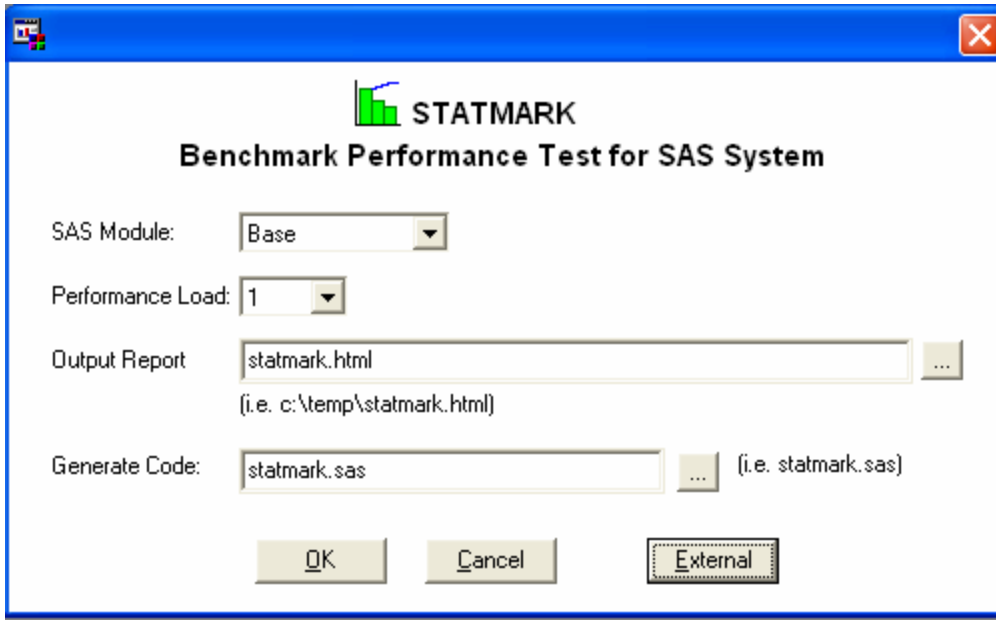 STATMARK
Benchmark Performance Test for SAS System
SAS Module: Base
Performance Load: 1
Output Report statmark.html ...
(i.e. c:\temp\statmark.html)
Generate Code: statmark.sas ... (i.e. statmark.sas)
OK Cancel External